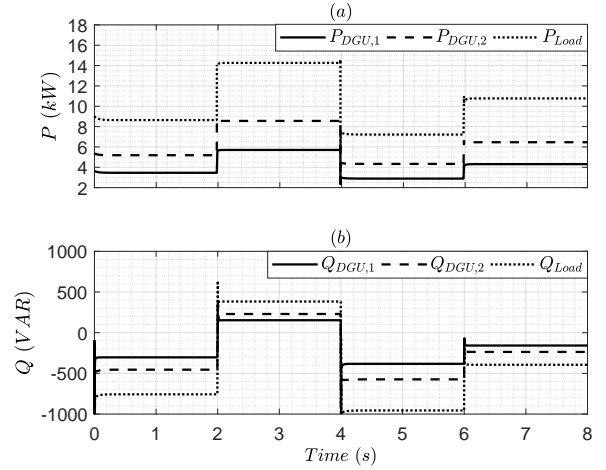 (a)
18
16
14
12
10
8
6
4
2
P (kW)
P_DGU,1 P_DGU,2 P_Load
(b)
1000
500
0
-500
-1000
Q (VAR)
Q_DGU,1 Q_DGU,2 Q_Load
0 1 2 3 4 5 6 7 8
Time (s)